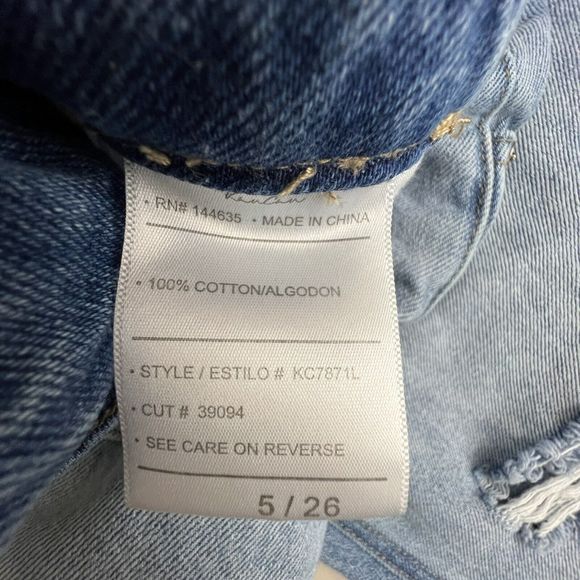 KanCan
• RN# 144635 • MADE IN CHINA
• 100% COTTON/ALGODON
• STYLE / ESTILO # KC7871L
• CUT # 39094
• SEE CARE ON REVERSE
5 / 26